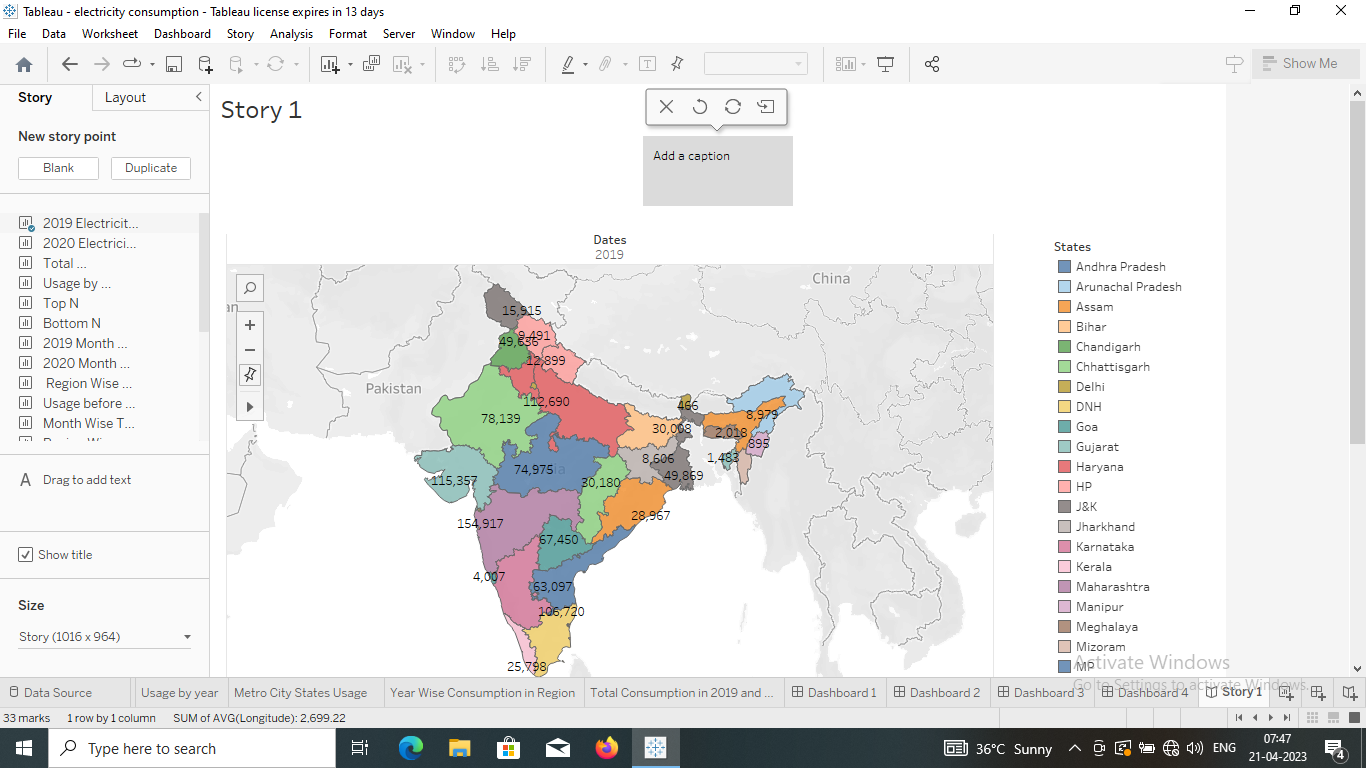 Tableau - electricity consumption - Tableau license expires in 13 days
File Data Worksheet Dashboard Story Analysis Format Server Window Help
Show Me
Story Layout
New story point
Blank Duplicate
2019 Electricit...
2020 Electrici...
Total ...
Usage by ...
Top N
Bottom N
2019 Month ...
2020 Month ...
Region Wise ...
Usage before ...
Month Wise T...
A Drag to add text
Show title
Size
Story (1016 x 964)
Story 1
Add a caption
Dates
2019
China
Pakistan
15,915
9,491
12,899
112,690
78,139
466
8,979
30,008
2,018
895
74,975
8,606
1,483
115,357
30,180
49,869
154,917
28,967
67,450
4,007
63,097
106,720
25,798
States
Andhra Pradesh
Arunachal Pradesh
Assam
Bihar
Chandigarh
Chhattisgarh
Delhi
DNH
Goa
Gujarat
Haryana
HP
J&K
Jharkhand
Karnataka
Kerala
Maharashtra
Manipur
Meghalaya
Mizoram
MP
Activate Windows
Go to Settings to activate Windows.
Data Source Usage by year Metro City States Usage Year Wise Consumption in Region Total Consumption in 2019 and ... Dashboard 1 Dashboard 2 Dashboard 3 Dashboard 4 Story 1
33 marks 1 row by 1 column SUM of AVG(Longitude): 2,699.22
Type here to search
36°C Sunny
ENG
07:47
21-04-2023
4